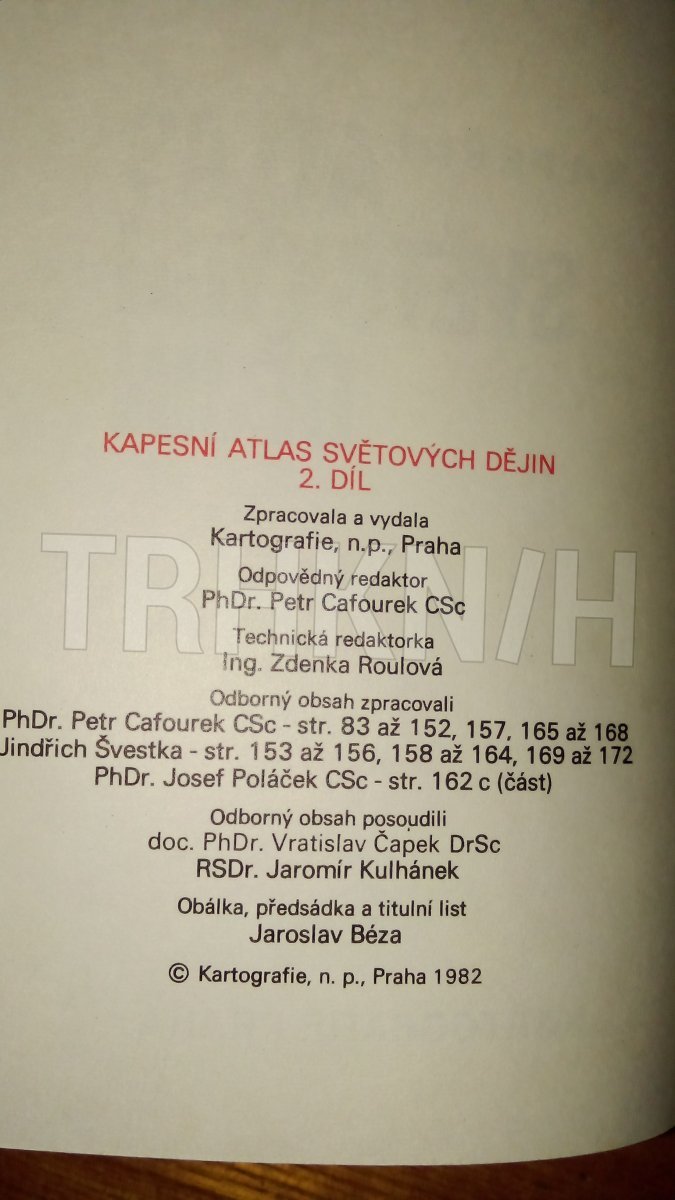 KAPESNÍ ATLAS SVĚTOVÝCH DĚJIN
2. DÍL
Zpracovala a vydala
Kartografie, n.p., Praha
Odpovědný redaktor
PhDr. Petr Cafourek CSc
Technická redaktorka
Ing. Zdenka Roulová
Odborný obsah zpracovali
PhDr. Petr Cafourek CSc - str. 83 až 152, 157, 165 až 168
Jindřich Švestka - str. 153 až 156, 158 až 164, 169 až 172
PhDr. Josef Poláček CSc - str. 162 c (část)
Odborný obsah posoudili
doc. PhDr. Vratislav Čapek DrSc
RSDr. Jaromír Kulhánek
Obálka, předsádka a titulní list
Jaroslav Béza
© Kartografie, n. p., Praha 1982